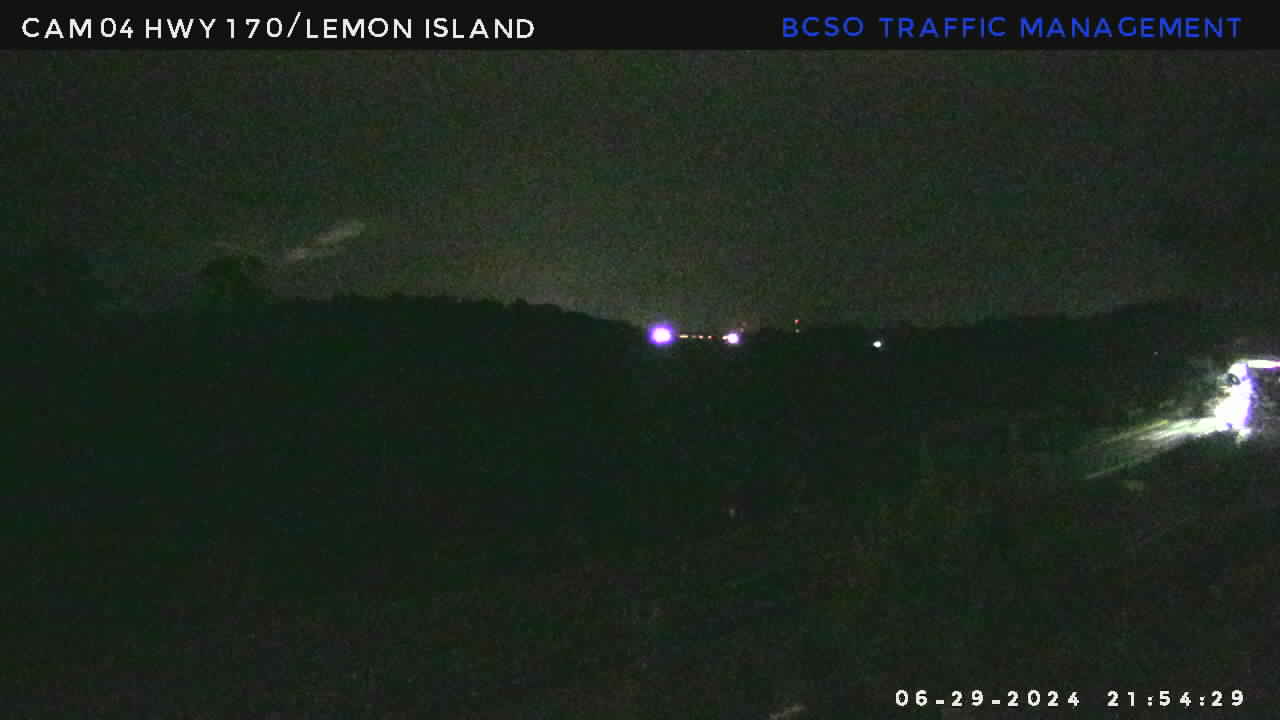 CAM04 HWY 170/LEMON ISLAND
BCSO TRAFFIC MANAGEMENT
06-29-2024 21:54:29